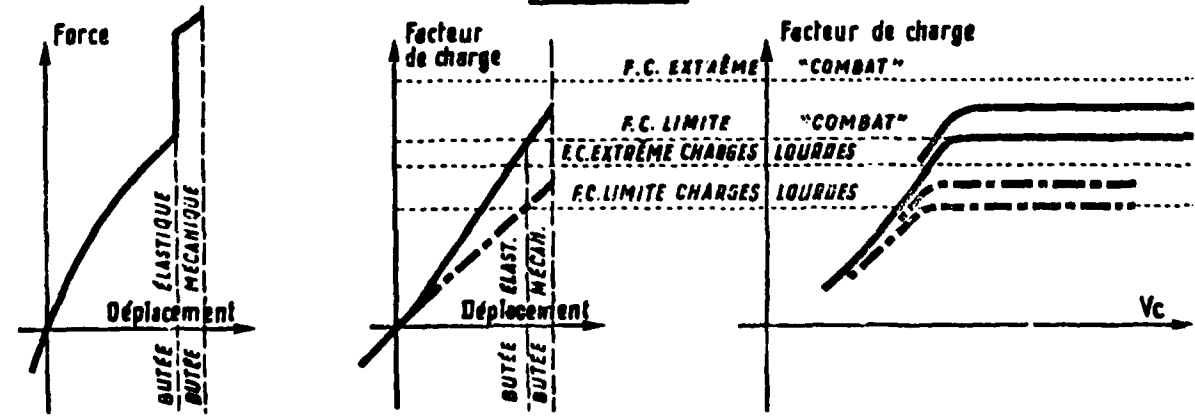 Force
Déplacement
BUTÉE ÉLASTIQUE
BUTÉE MÉCANIQUE
Facteur
de charge
Déplacement
BUTÉE ÉLAST.
BUTÉE MÉCAN.
Facteur de charge
F.C. EXTRÊME "COMBAT"
F.C. LIMITE "COMBAT"
F.C. EXTRÊME CHARGES LOURDES
F.C. LIMITE CHARGES LOURDES
Vc